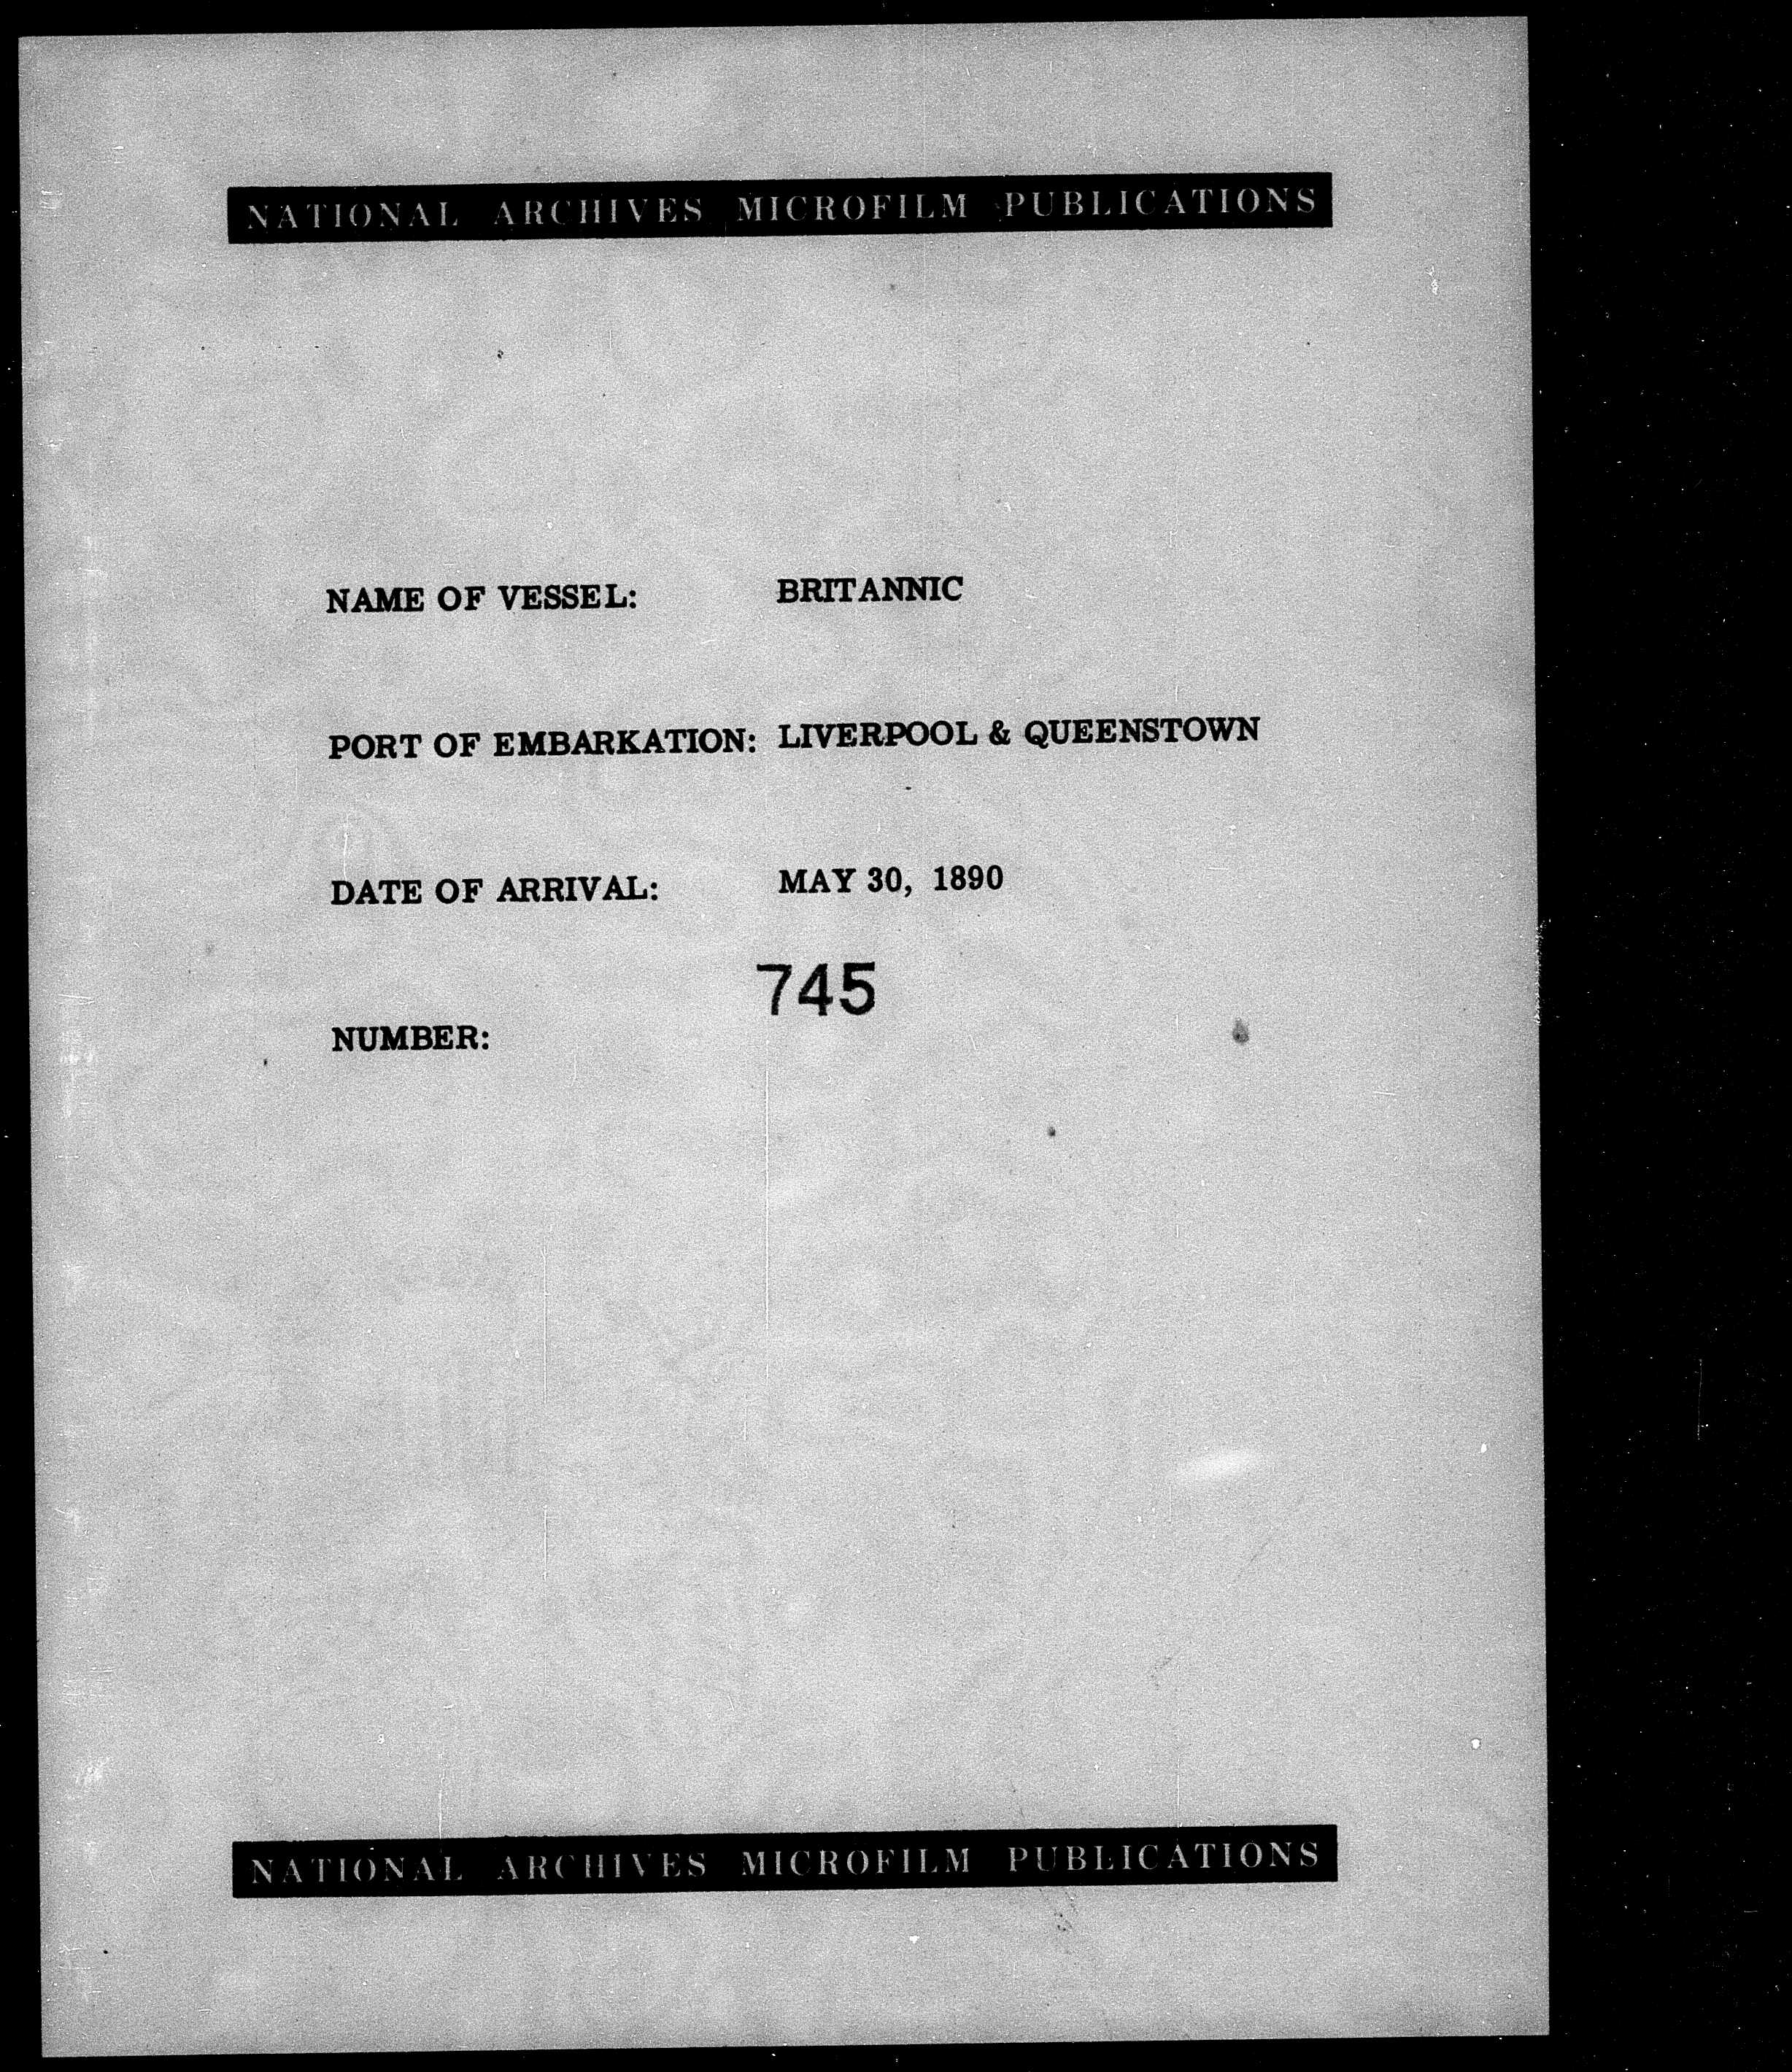 NATIONAL ARCHIVES MICROFILM PUBLICATIONS
NAME OF VESSEL: BRITANNIC
PORT OF EMBARKATION: LIVERPOOL & QUEENSTOWN
DATE OF ARRIVAL: MAY 30, 1890
745
NUMBER:
NATIONAL ARCHIVES MICROFILM PUBLICATIONS